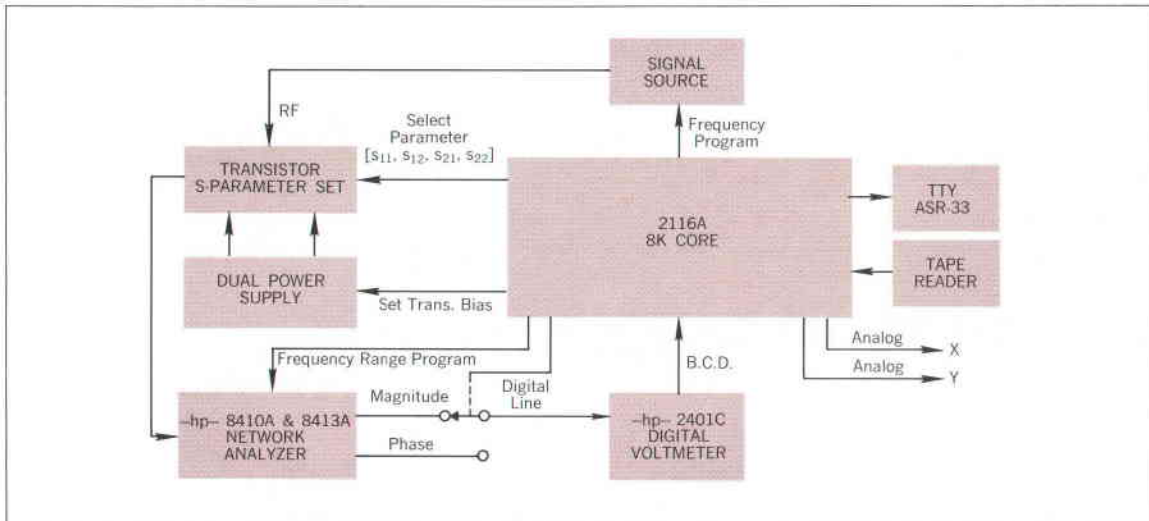 SIGNAL
SOURCE
RF
Select
Parameter
[s11, s12, s21, s22]
Frequency
Program
TRANSISTOR
S-PARAMETER SET
2116A
8K CORE
TTY
ASR-33
TAPE
READER
DUAL POWER
SUPPLY
Set Trans. Bias
Frequency Range Program
Analog
X
Analog
Y
B.C.D.
Magnitude
Digital
Line
–hp– 8410A & 8413A
NETWORK
ANALYZER
Phase
–hp– 2401C
DIGITAL
VOLTMETER